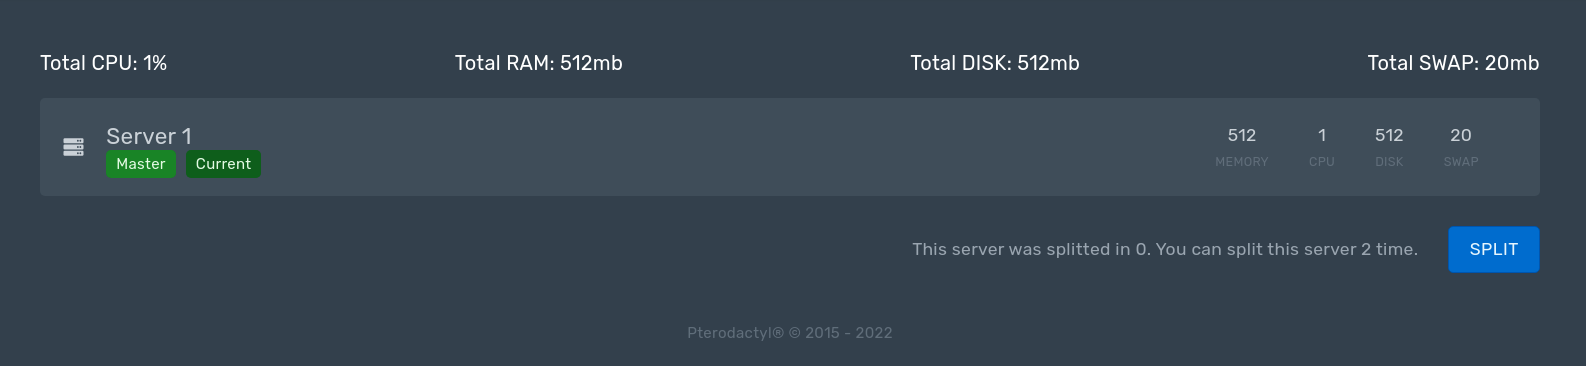 Total CPU: 1% Total RAM: 512mb Total DISK: 512mb Total SWAP: 20mb
Server 1
Master Current
512 1 512 20
MEMORY CPU DISK SWAP
This server was splitted in 0. You can split this server 2 time. SPLIT
Pterodactyl® © 2015 - 2022